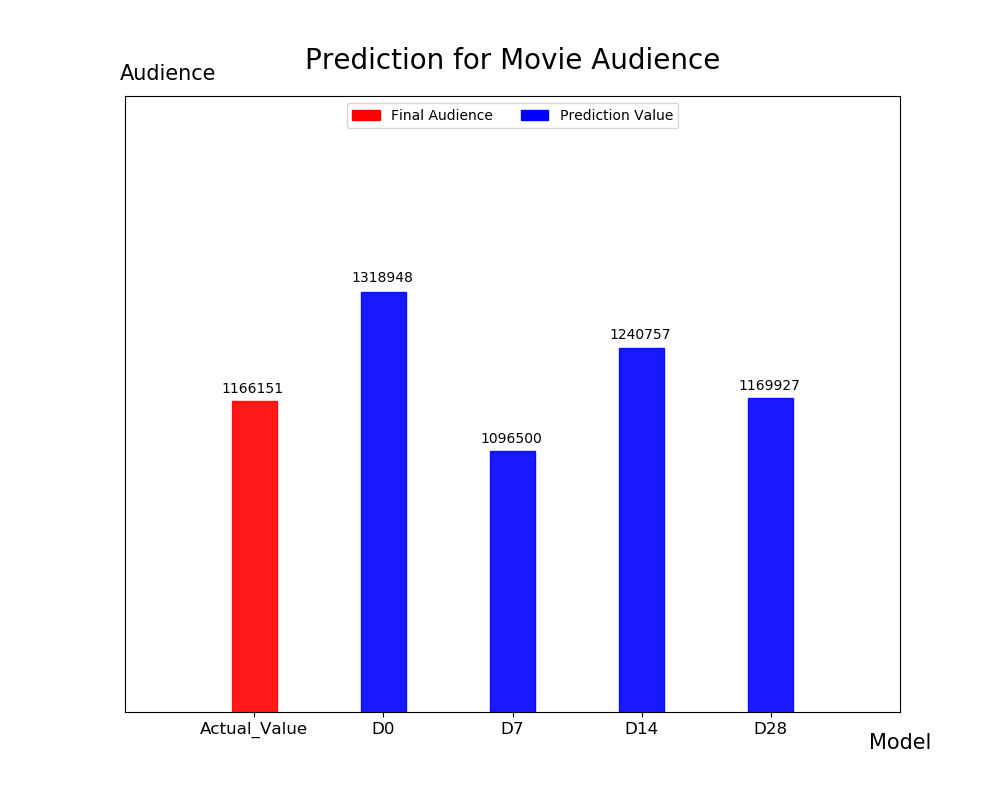 Prediction for Movie Audience
Audience
Final Audience
Prediction Value
1318948
1240757
1166151
1169927
1096500
Actual_Value
D0
D7
D14
D28
Model